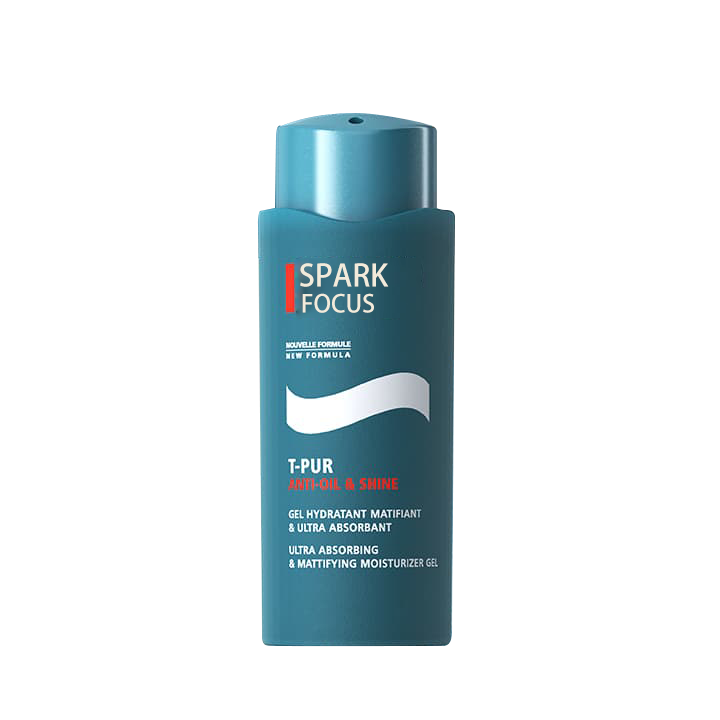 SPARK
FOCUS
NOUVELLE FORMULE
NEW FORMULA
T-PUR
ANTI-OIL & SHINE
GEL HYDRATANT MATIFIANT
& ULTRA ABSORBANT
ULTRA ABSORBING
& MATTIFYING MOISTURIZER GEL